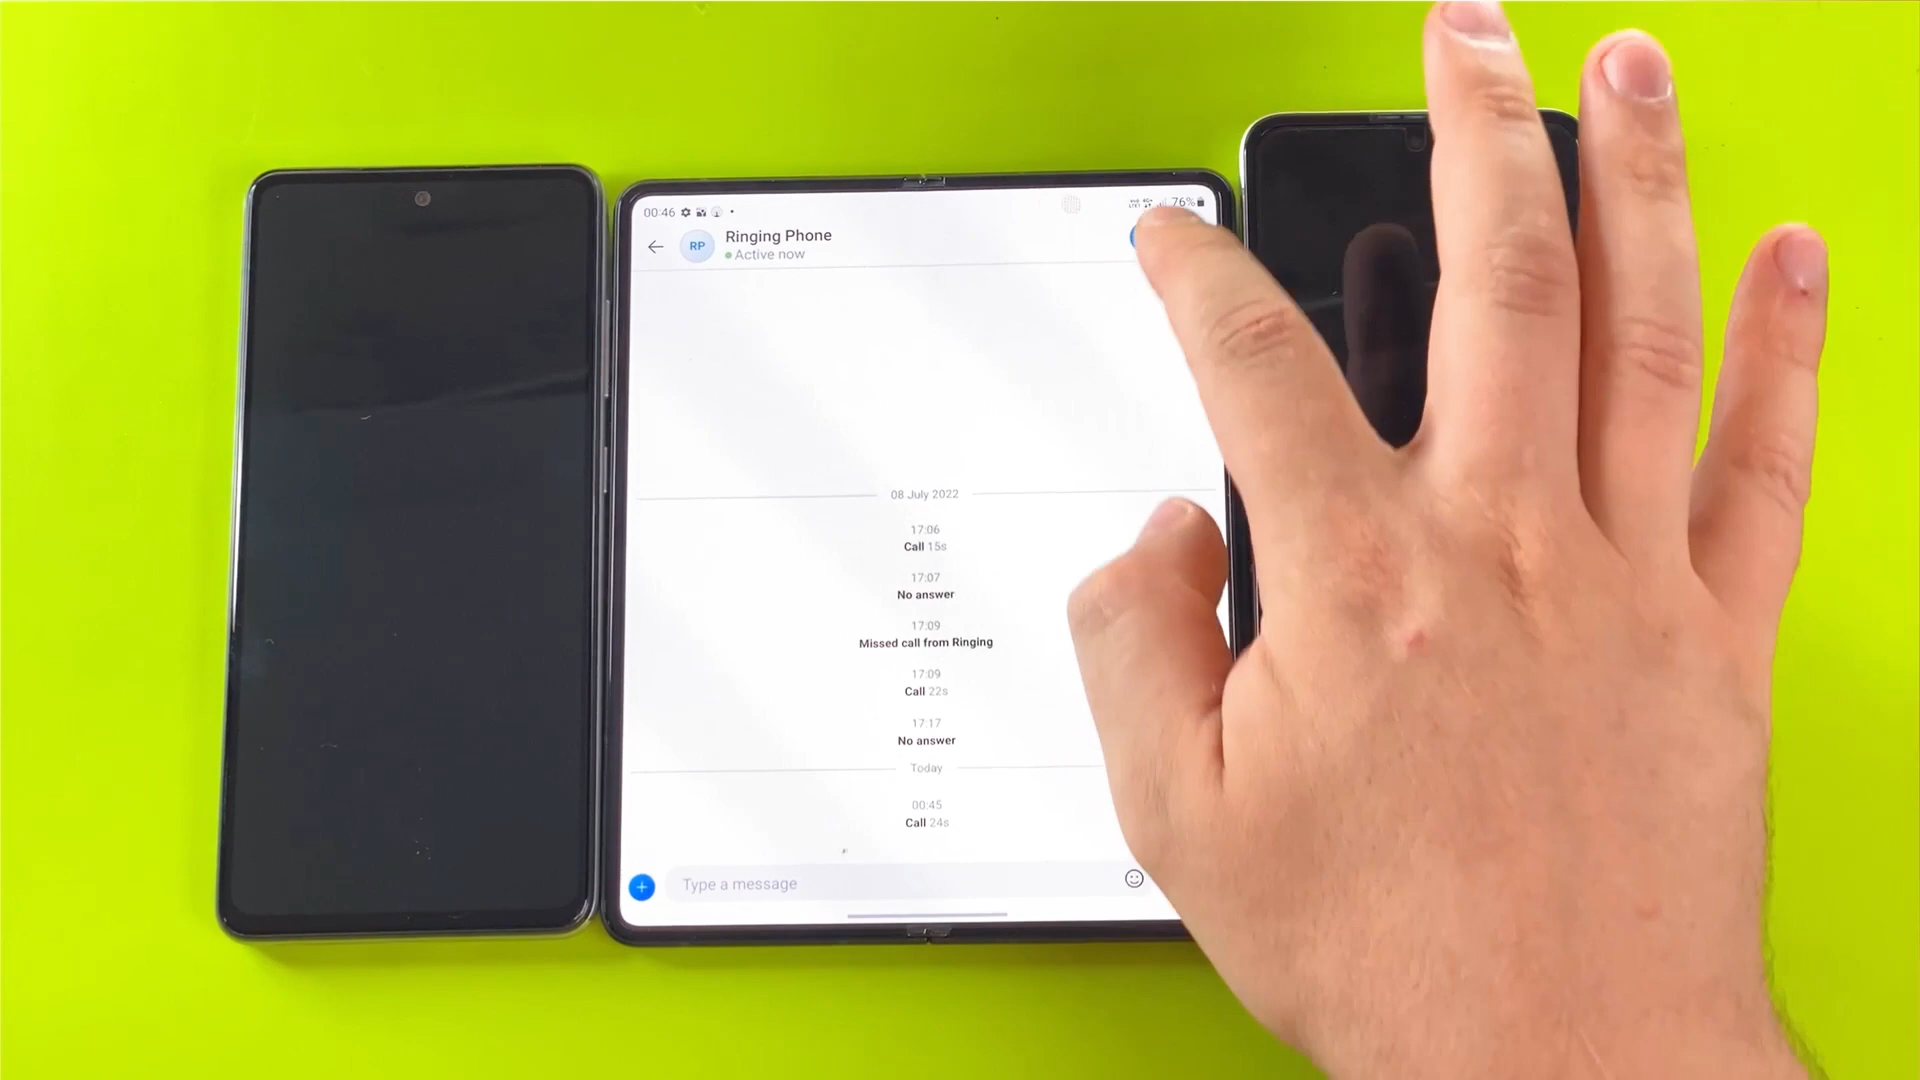 00:46 76%
RP Ringing Phone
Active now
08 July 2022
17:06
Call 15s
17:07
No answer
17:09
Missed call from Ringing
17:09
Call 22s
17:17
No answer
Today
00:45
Call 24s
Type a message